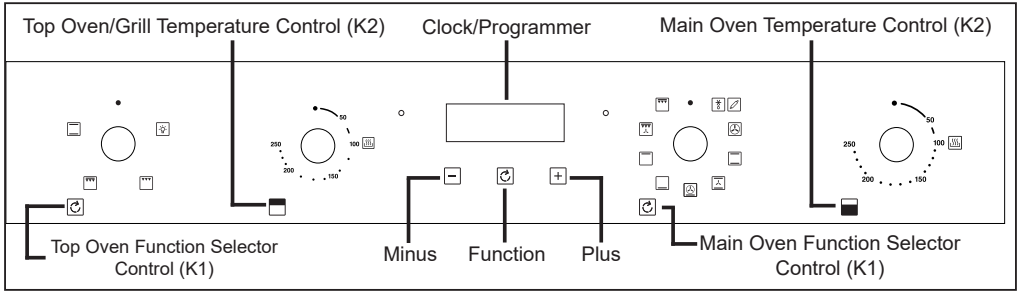 Top Oven/Grill Temperature Control (K2)
Clock/Programmer
Main Oven Temperature Control (K2)
50
100
150
200
250
50
100
150
200
250
Top Oven Function Selector
Control (K1)
Minus
Function
Plus
Main Oven Function Selector
Control (K1)